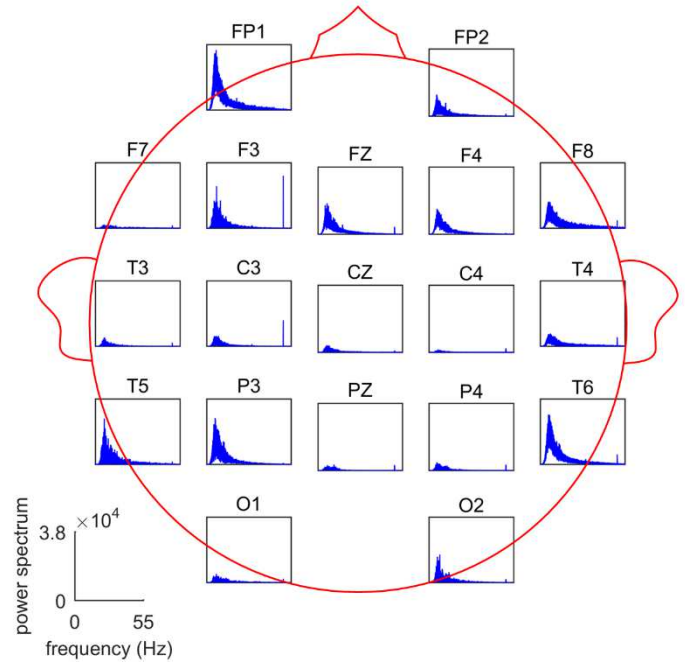 FP1 FP2
F7 F3 FZ F4 F8
T3 C3 CZ C4 T4
T5 P3 PZ P4 T6
O1 O2
3.8 ×10⁴
power spectrum
0
0 55
frequency (Hz)